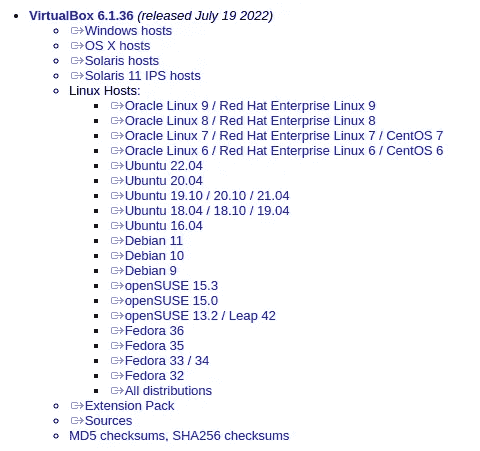 VirtualBox 6.1.36 (released July 19 2022)
Windows hosts
OS X hosts
Solaris hosts
Solaris 11 IPS hosts
Linux Hosts:
Oracle Linux 9 / Red Hat Enterprise Linux 9
Oracle Linux 8 / Red Hat Enterprise Linux 8
Oracle Linux 7 / Red Hat Enterprise Linux 7 / CentOS 7
Oracle Linux 6 / Red Hat Enterprise Linux 6 / CentOS 6
Ubuntu 22.04
Ubuntu 20.04
Ubuntu 19.10 / 20.10 / 21.04
Ubuntu 18.04 / 18.10 / 19.04
Ubuntu 16.04
Debian 11
Debian 10
Debian 9
openSUSE 15.3
openSUSE 15.0
openSUSE 13.2 / Leap 42
Fedora 36
Fedora 35
Fedora 33 / 34
Fedora 32
All distributions
Extension Pack
Sources
MD5 checksums, SHA256 checksums